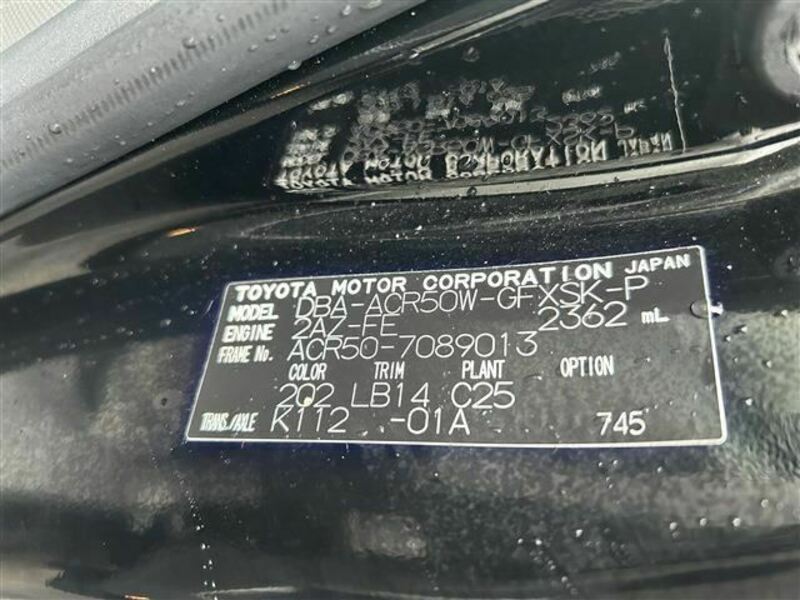 TOYOTA MOTOR CORPORATION JAPAN
MODEL DBA-ACR50W-GFXSK-P
ENGINE 2AZ-FE 2362 mL
FRAME No. ACR50-7089013
COLOR TRIM PLANT OPTION
202 LB14 C25
TRANS./AXLE K112 -01A 745